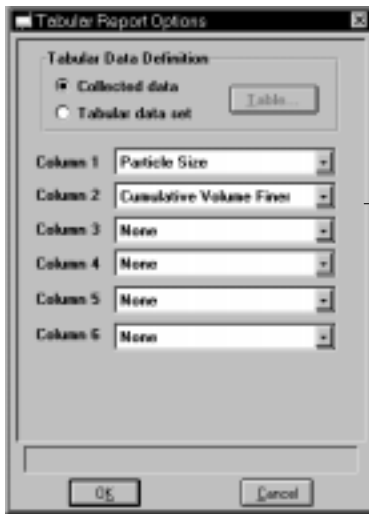 Tabular Report Options
Tabular Data Definition
Collected data
Table...
Tabular data set
Column 1 Particle Size
Column 2 Cumulative Volume Finer
Column 3 None
Column 4 None
Column 5 None
Column 6 None
OK Cancel